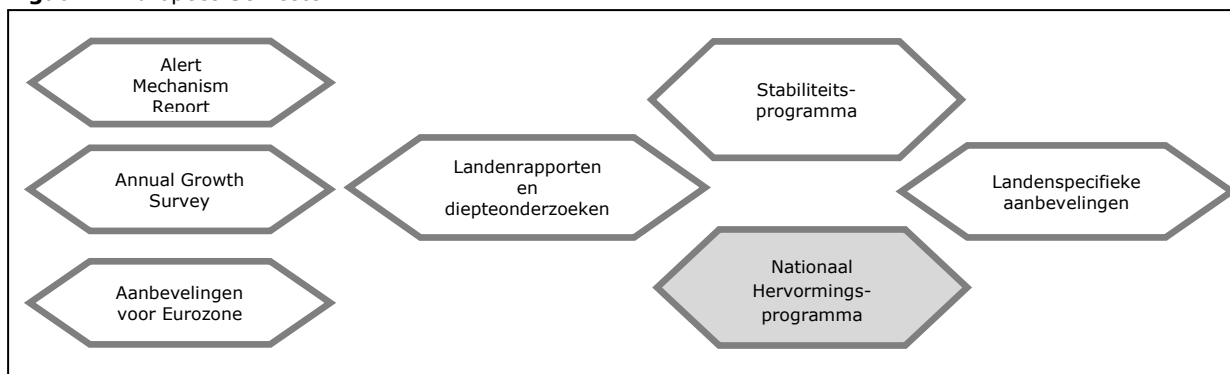 Alert
Mechanism
Report
Annual Growth
Survey
Aanbevelingen
voor Eurozone
Landenrapporten
en
diepteonderzoeken
Stabiliteits-
programma
Nationaal
Hervormings-
programma
Landenspecifieke
aanbevelingen